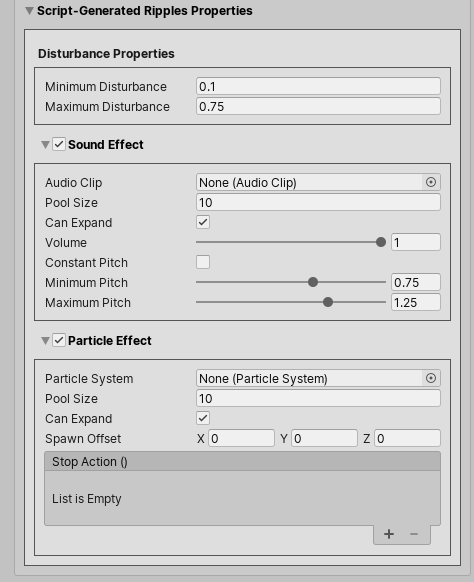 Script-Generated Ripples Properties
Disturbance Properties
Minimum Disturbance 0.1
Maximum Disturbance 0.75
Sound Effect
Audio Clip None (Audio Clip)
Pool Size 10
Can Expand
Volume 1
Constant Pitch
Minimum Pitch 0.75
Maximum Pitch 1.25
Particle Effect
Particle System None (Particle System)
Pool Size 10
Can Expand
Spawn Offset X 0 Y 0 Z 0
Stop Action ()
List is Empty
+ −